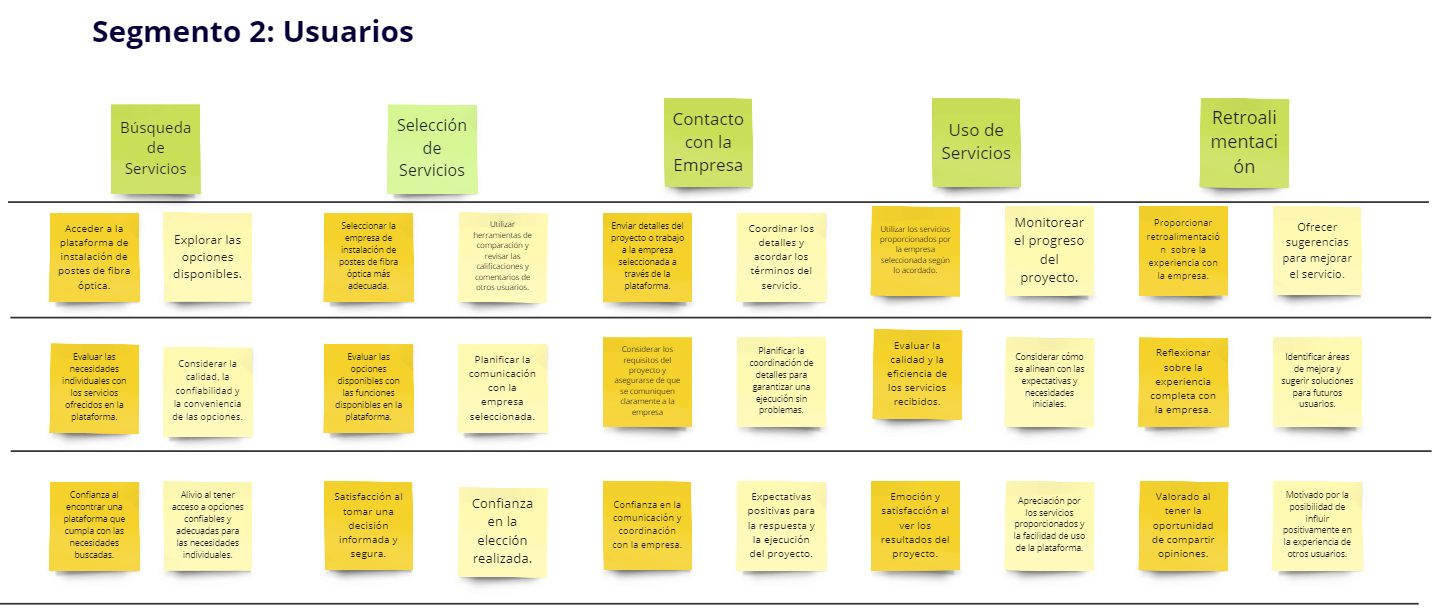 Segmento 2: Usuarios
Búsqueda
de
Servicios
Selección
de
Servicios
Contacto
con la
Empresa
Uso de
Servicios
Retroali
mentaci
ón
Acceder a la
plataforma de
instalación de
postes de fibra
óptica.
Explorar las
opciones
disponibles.
Seleccionar la
empresa de
instalación de
postes de fibra
óptica más
adecuada.
Utilizar
herramientas de
comparación y
revisar las
calificaciones y
comentarios de
otros usuarios.
Enviar detalles del
proyecto o trabajo
a la empresa
seleccionada a
través de la
plataforma.
Coordinar los
detalles y
acordar los
términos del
servicio.
Utilizar los servicios
proporcionados por
la empresa
seleccionada según
lo acordado.
Monitorear
el progreso
del
proyecto.
Proporcionar
retroalimentació
n sobre la
experiencia con
la empresa.
Ofrecer
sugerencias
para mejorar
el servicio.
Evaluar las
necesidades
individuales con
los servicios
ofrecidos en la
plataforma.
Considerar la
calidad, la
confiabilidad y
la conveniencia
de las opciones.
Evaluar las
opciones
disponibles con
las funciones
disponibles en la
plataforma.
Planificar la
comunicación
con la
empresa
seleccionada.
Considerar los
requisitos del
proyecto y
asegurarse de que
se comuniquen
claramente a la
empresa
Planificar la
coordinación de
detalles para
garantizar una
ejecución sin
problemas.
Evaluar la
calidad y la
eficiencia de
los servicios
recibidos.
Considerar cómo
se alinean con las
expectativas y
necesidades
iniciales.
Reflexionar
sobre la
experiencia
completa con
la empresa.
Identificar áreas
de mejora y
sugerir soluciones
para futuros
usuarios.
Confianza al
encontrar una
plataforma que
cumpla con las
necesidades
buscadas.
Alivio al tener
acceso a opciones
confiables y
adecuadas para
las necesidades
individuales.
Satisfacción al
tomar una
decisión
informada y
segura.
Confianza
en la
elección
realizada.
Confianza en la
comunicación y
coordinación
con la empresa.
Expectativas
positivas para
la respuesta y
la ejecución
del proyecto.
Emoción y
satisfacción al
ver los
resultados del
proyecto.
Apreciación por
los servicios
proporcionados y
la facilidad de uso
de la plataforma.
Valorado al
tener la
oportunidad
de compartir
opiniones.
Motivado por la
posibilidad de
influir
positivamente en
la experiencia de
otros usuarios.